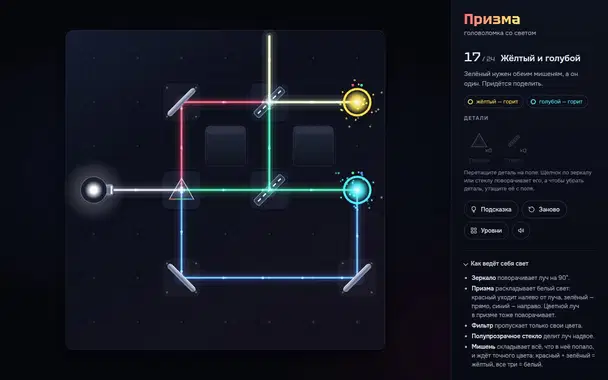 Призма
головоломка со светом
17 / 24 Жёлтый и голубой
Зелёный нужен обеим мишеням, а он
один. Придётся поделить.
жёлтый — горит
голубой — горит
ДЕТАЛИ
×0
×0
Перетащите деталь на поле. Щелчок по зеркалу
или стеклу поворачивает его, а чтобы убрать
деталь, утащите её с поля.
Подсказка
Заново
Уровни
Как ведёт себя свет
Зеркало поворачивает луч на 90°.
Призма раскладывает белый свет:
красный уходит налево от луча, зелёный —
прямо, синий — направо. Цветной луч
в призме тоже поворачивает.
Фильтр пропускает только свои цвета.
Полупрозрачное стекло делит луч надвое.
Мишень складывает всё, что в неё попало,
и ждёт точного цвета: красный + зелёный =
жёлтый, все три = белый.